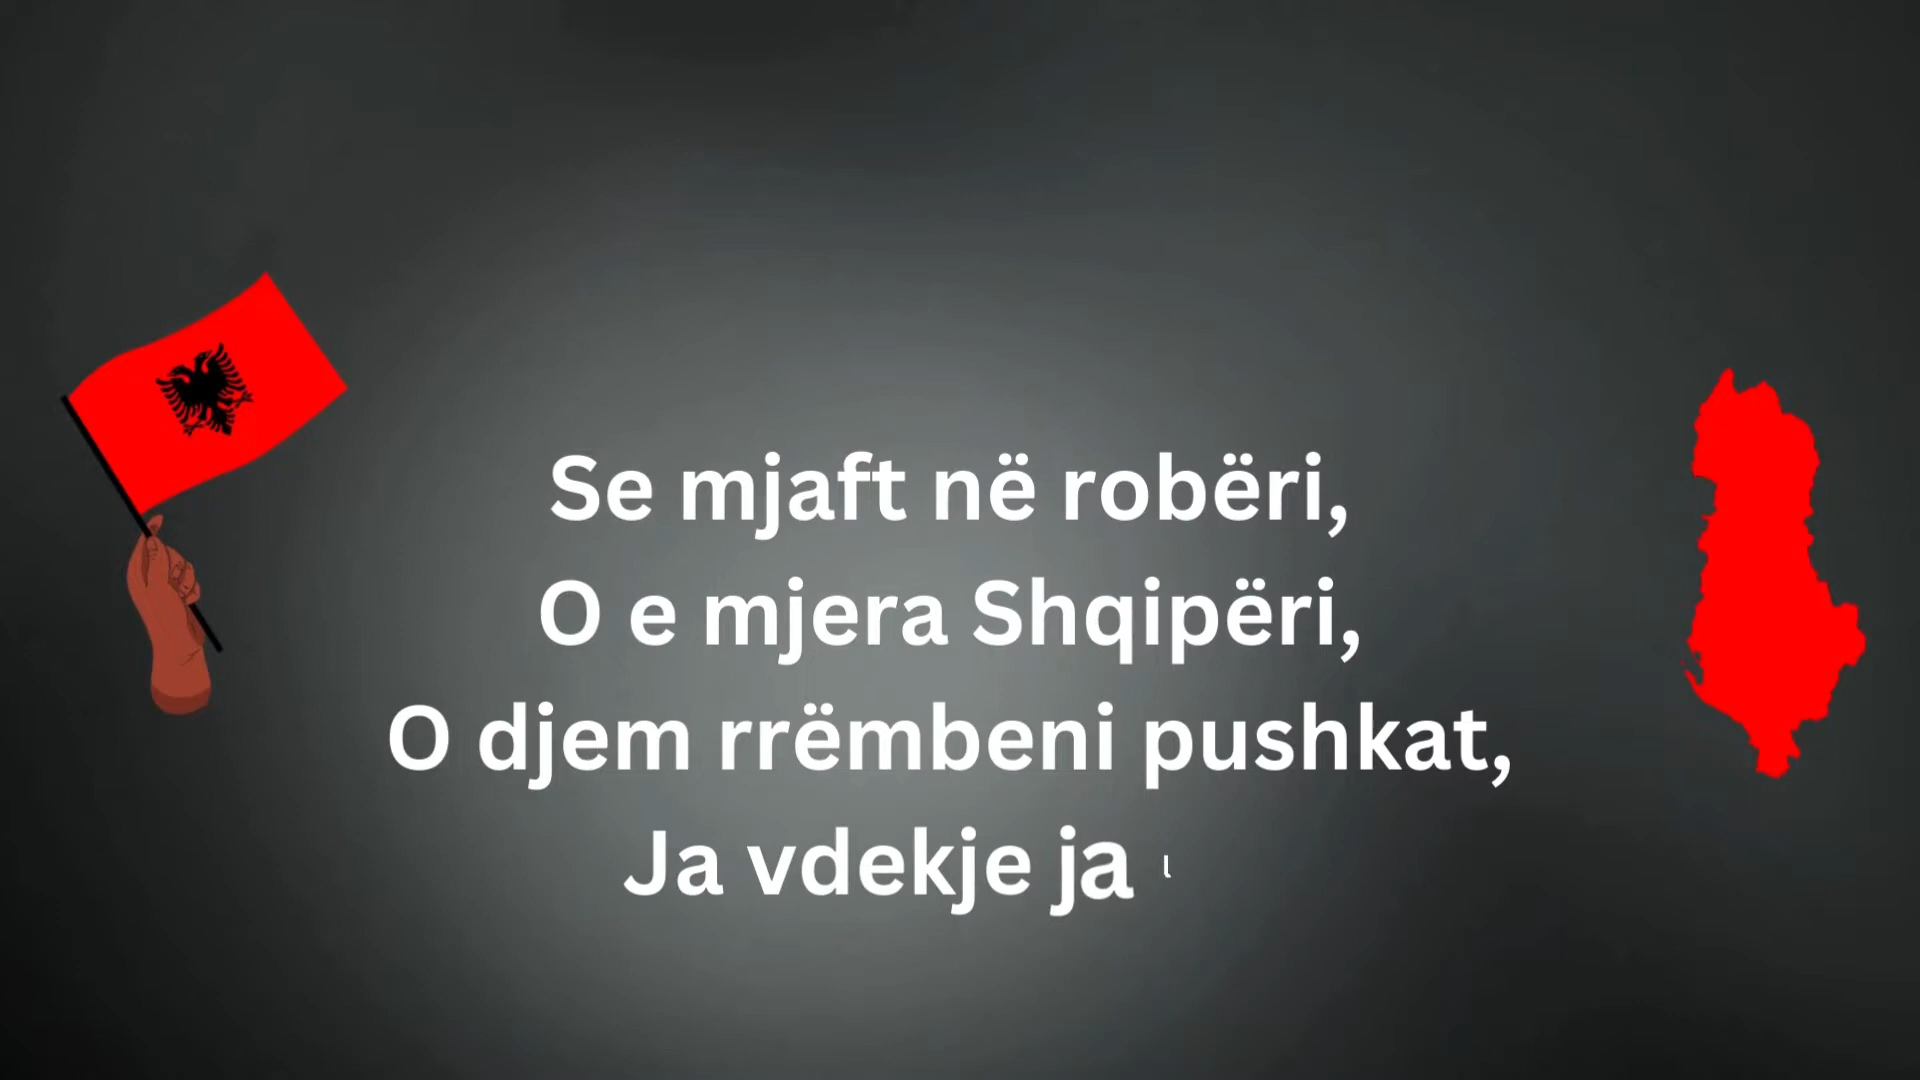 Se mjaft në robëri,
O e mjera Shqipëri,
O djem rrëmbeni pushkat,
Ja vdekje ja